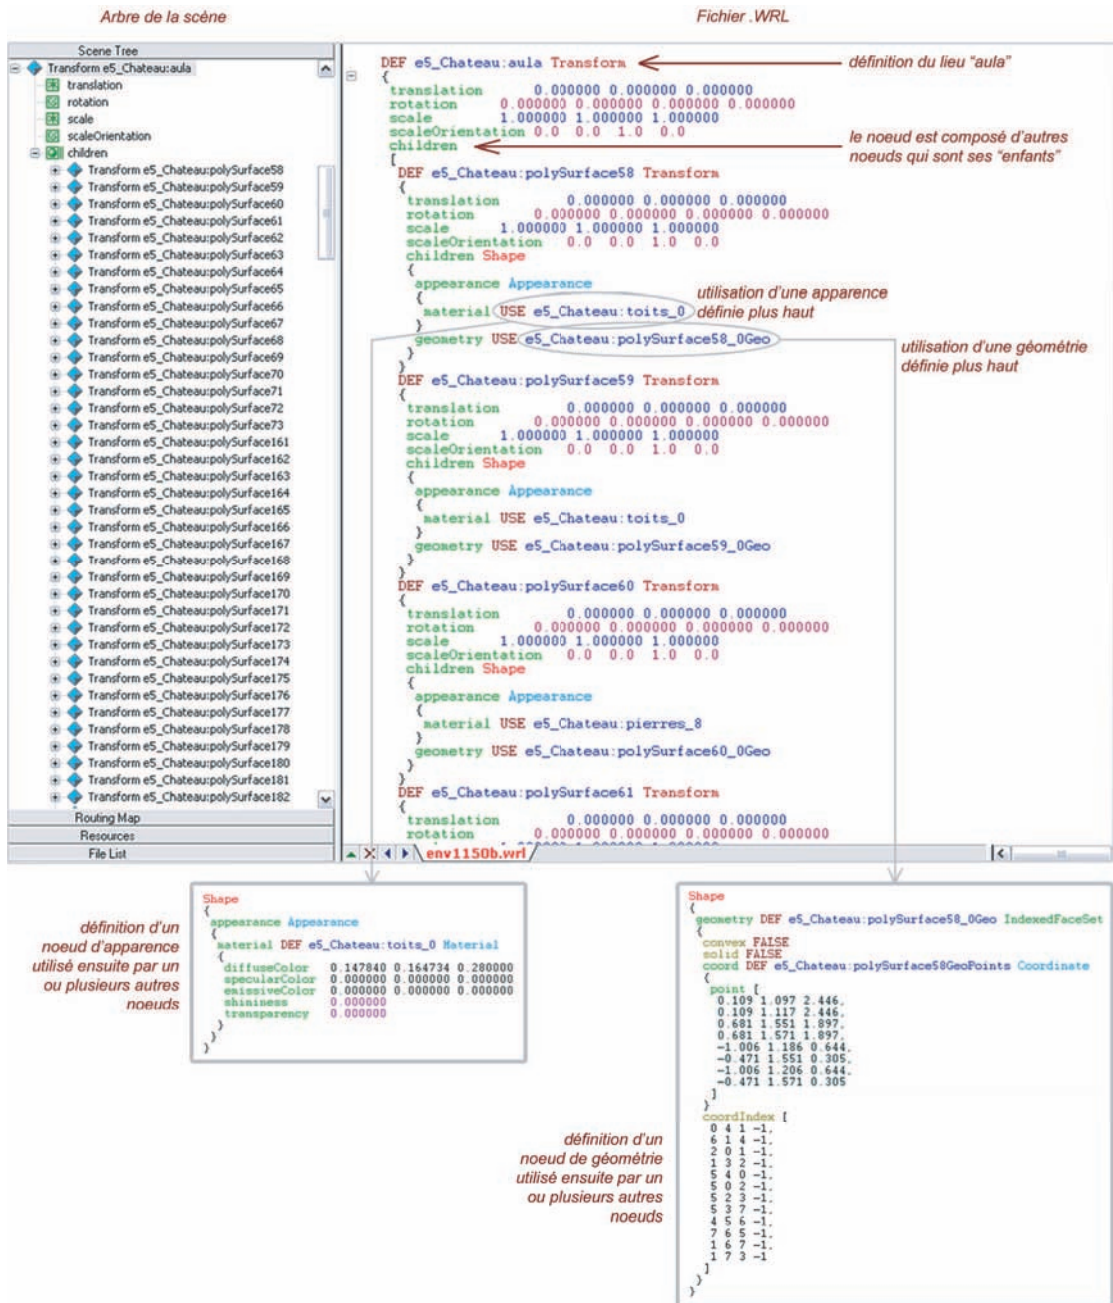 Arbre de la scène
Fichier .WRL
Scene Tree
Transform e5_Chateau:aula
translation
rotation
scale
scaleOrientation
children
Transform e5_Chateau:polySurface58
Transform e5_Chateau:polySurface59
Transform e5_Chateau:polySurface60
Transform e5_Chateau:polySurface61
Transform e5_Chateau:polySurface62
Transform e5_Chateau:polySurface63
Transform e5_Chateau:polySurface64
Transform e5_Chateau:polySurface65
Transform e5_Chateau:polySurface66
Transform e5_Chateau:polySurface67
Transform e5_Chateau:polySurface68
Transform e5_Chateau:polySurface69
Transform e5_Chateau:polySurface70
Transform e5_Chateau:polySurface71
Transform e5_Chateau:polySurface72
Transform e5_Chateau:polySurface73
Transform e5_Chateau:polySurface161
Transform e5_Chateau:polySurface162
Transform e5_Chateau:polySurface163
Transform e5_Chateau:polySurface164
Transform e5_Chateau:polySurface165
Transform e5_Chateau:polySurface166
Transform e5_Chateau:polySurface167
Transform e5_Chateau:polySurface168
Transform e5_Chateau:polySurface169
Transform e5_Chateau:polySurface170
Transform e5_Chateau:polySurface171
Transform e5_Chateau:polySurface172
Transform e5_Chateau:polySurface173
Transform e5_Chateau:polySurface174
Transform e5_Chateau:polySurface175
Transform e5_Chateau:polySurface176
Transform e5_Chateau:polySurface177
Transform e5_Chateau:polySurface178
Transform e5_Chateau:polySurface179
Transform e5_Chateau:polySurface180
Transform e5_Chateau:polySurface181
Transform e5_Chateau:polySurface182
Routing Map
Resources
File List
DEF e5_Chateau:aula Transform
{
translation 0.000000 0.000000 0.000000
rotation 0.000000 0.000000 0.000000 0.000000
scale 1.000000 1.000000 1.000000
scaleOrientation 0.0 0.0 1.0 0.0
children
[
DEF e5_Chateau:polySurface58 Transform
{
translation 0.000000 0.000000 0.000000
rotation 0.000000 0.000000 0.000000 0.000000
scale 1.000000 1.000000 1.000000
scaleOrientation 0.0 0.0 1.0 0.0
children Shape
{
appearance Appearance
{
material USE e5_Chateau:toits_0
}
geometry USE e5_Chateau:polySurface58_0Geo
}
}
DEF e5_Chateau:polySurface59 Transform
{
translation 0.000000 0.000000 0.000000
rotation 0.000000 0.000000 0.000000 0.000000
scale 1.000000 1.000000 1.000000
scaleOrientation 0.0 0.0 1.0 0.0
children Shape
{
appearance Appearance
{
material USE e5_Chateau:toits_0
}
geometry USE e5_Chateau:polySurface59_0Geo
}
}
DEF e5_Chateau:polySurface60 Transform
{
translation 0.000000 0.000000 0.000000
rotation 0.000000 0.000000 0.000000 0.000000
scale 1.000000 1.000000 1.000000
scaleOrientation 0.0 0.0 1.0 0.0
children Shape
{
appearance Appearance
{
material USE e5_Chateau:pierres_8
}
geometry USE e5_Chateau:polySurface60_0Geo
}
}
DEF e5_Chateau:polySurface61 Transform
{
translation 0.000000 0.000000 0.000000
rotation 0.000000 0.000000 0.000000 0.000000
env1150b.wrl
définition du lieu "aula"
le noeud est composé d'autres
noeuds qui sont ses "enfants"
utilisation d'une apparence
définie plus haut
utilisation d'une géométrie
définie plus haut
définition d'un
noeud d'apparence
utilisé ensuite par un
ou plusieurs autres
noeuds
Shape
{
appearance Appearance
{
material DEF e5_Chateau:toits_0 Material
{
diffuseColor 0.147840 0.164734 0.280000
specularColor 0.000000 0.000000 0.000000
emissiveColor 0.000000 0.000000 0.000000
shininess 0.000000
transparency 0.000000
}
}
}
définition d'un
noeud de géométrie
utilisé ensuite par un
ou plusieurs autres
noeuds
Shape
{
geometry DEF e5_Chateau:polySurface58_0Geo IndexedFaceSet
{
convex FALSE
solid FALSE
coord DEF e5_Chateau:polySurface58GeoPoints Coordinate
{
point [
0.109 1.097 2.446,
0.109 1.117 2.446,
0.681 1.551 1.897,
0.681 1.571 1.897,
-1.006 1.186 0.644,
-0.471 1.551 0.305,
-1.006 1.206 0.644,
-0.471 1.571 0.305
]
}
coordIndex [
0 4 1 -1,
6 1 4 -1,
2 0 1 -1,
1 3 2 -1,
5 4 0 -1,
5 0 2 -1,
5 2 3 -1,
5 3 7 -1,
4 5 6 -1,
7 6 5 -1,
1 6 7 -1,
1 7 3 -1
]
}
}